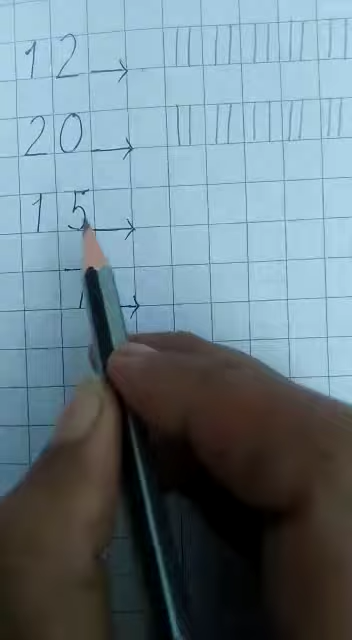 12 →
20 →
15 →